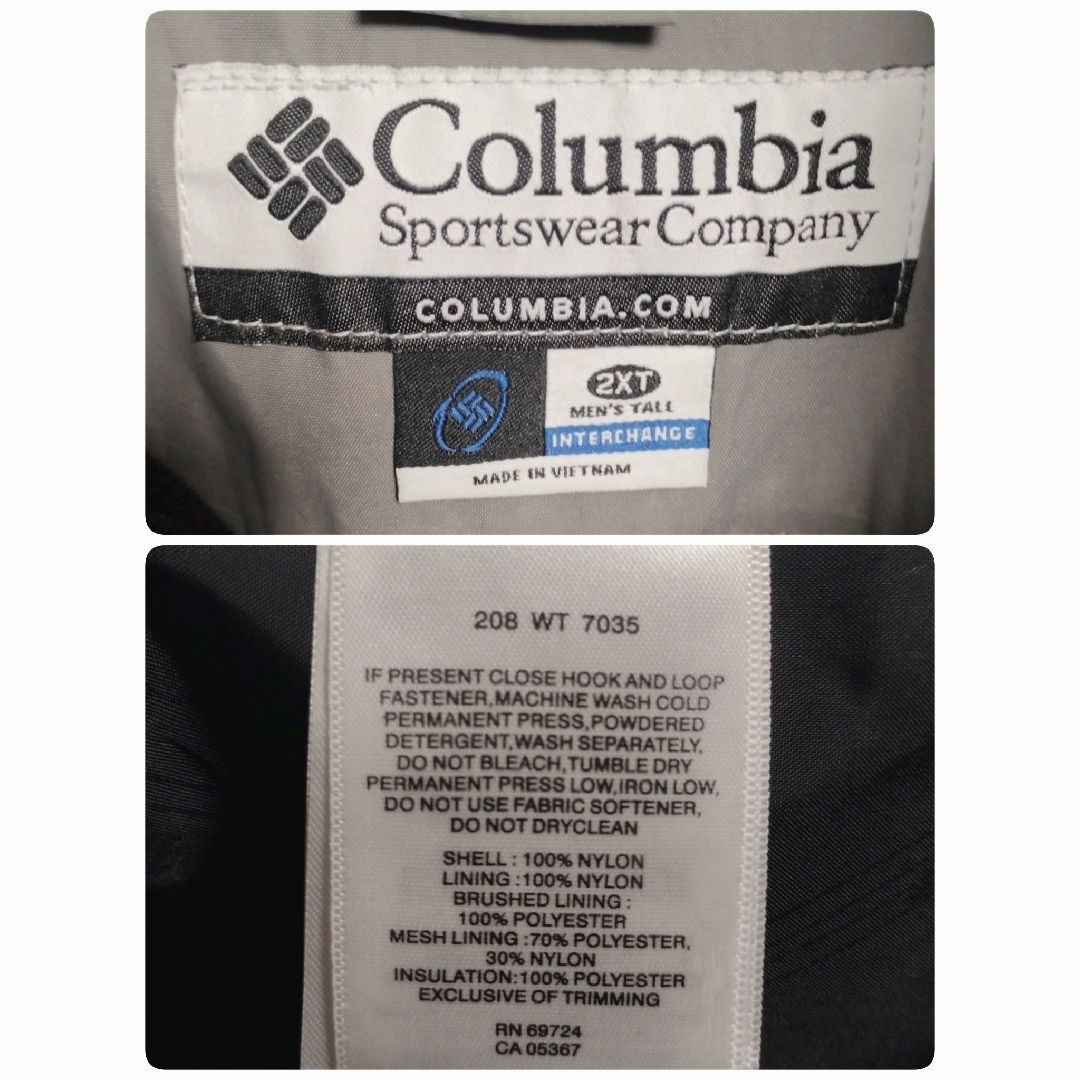 Columbia
Sportswear Company
COLUMBIA.COM
2XT
MEN'S TALL
INTERCHANGE
MADE IN VIETNAM
208 WT 7035
IF PRESENT CLOSE HOOK AND LOOP
FASTENER,MACHINE WASH COLD
PERMANENT PRESS,POWDERED
DETERGENT,WASH SEPARATELY,
DO NOT BLEACH,TUMBLE DRY
PERMANENT PRESS LOW,IRON LOW,
DO NOT USE FABRIC SOFTENER,
DO NOT DRYCLEAN
SHELL : 100% NYLON
LINING :100% NYLON
BRUSHED LINING :
100% POLYESTER
MESH LINING :70% POLYESTER,
30% NYLON
INSULATION:100% POLYESTER
EXCLUSIVE OF TRIMMING
RN 69724
CA 05367